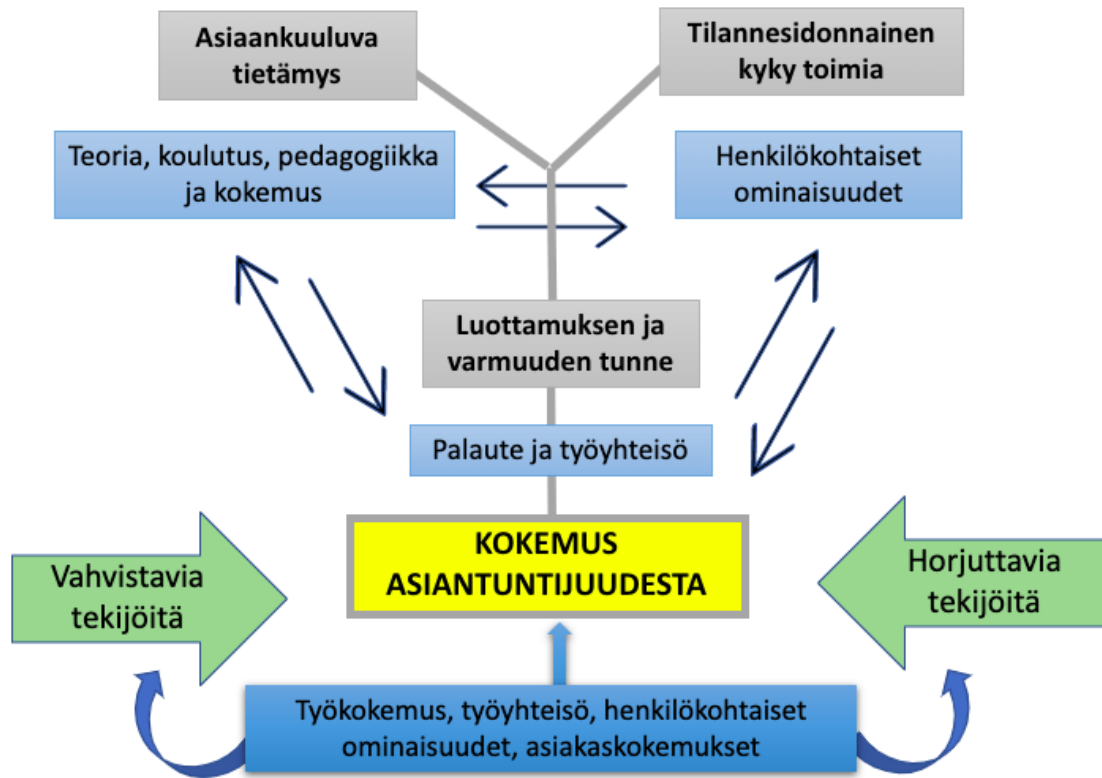 Asiaankuuluva
tietämys
Tilannesidonnainen
kyky toimia
Teoria, koulutus, pedagogiikka
ja kokemus
Henkilökohtaiset
ominaisuudet
Luottamuksen ja
varmuuden tunne
Palaute ja työyhteisö
KOKEMUS
ASIANTUNTIJUUDESTA
Vahvistavia
tekijöitä
Horjuttavia
tekijöitä
Työkokemus, työyhteisö, henkilökohtaiset
ominaisuudet, asiakaskokemukset